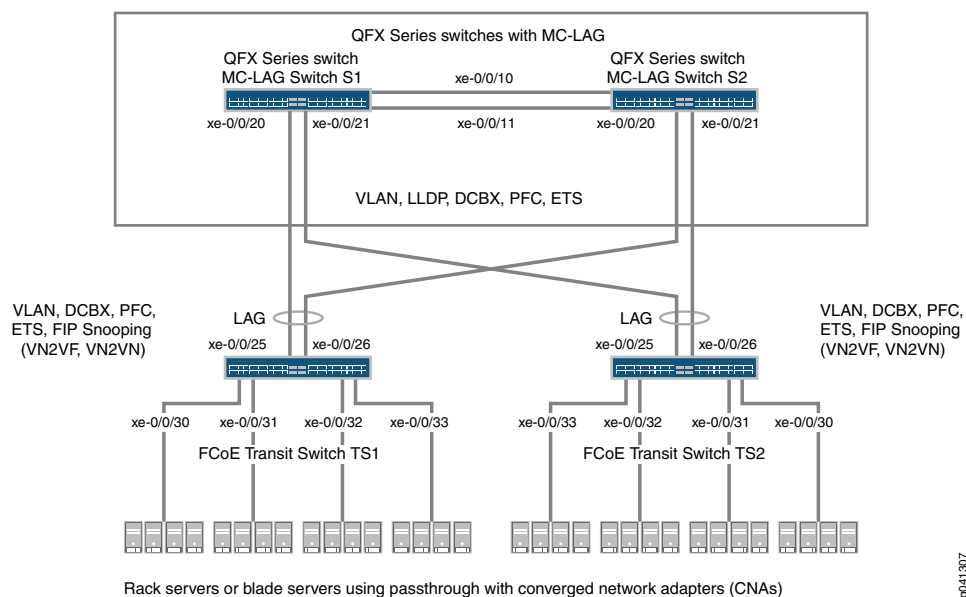 QFX Series switches with MC-LAG
QFX Series switch
MC-LAG Switch S1
QFX Series switch
MC-LAG Switch S2
xe-0/0/10
xe-0/0/20
xe-0/0/21
xe-0/0/11
xe-0/0/20
xe-0/0/21
VLAN, LLDP, DCBX, PFC, ETS
VLAN, DCBX, PFC,
ETS, FIP Snooping
(VN2VF, VN2VN)
LAG
LAG
VLAN, DCBX, PFC,
ETS, FIP Snooping
(VN2VF, VN2VN)
xe-0/0/25
xe-0/0/26
xe-0/0/25
xe-0/0/26
xe-0/0/30
xe-0/0/31
xe-0/0/32
xe-0/0/33
xe-0/0/33
xe-0/0/32
xe-0/0/31
xe-0/0/30
FCoE Transit Switch TS1
FCoE Transit Switch TS2
Rack servers or blade servers using passthrough with converged network adapters (CNAs)
g041307